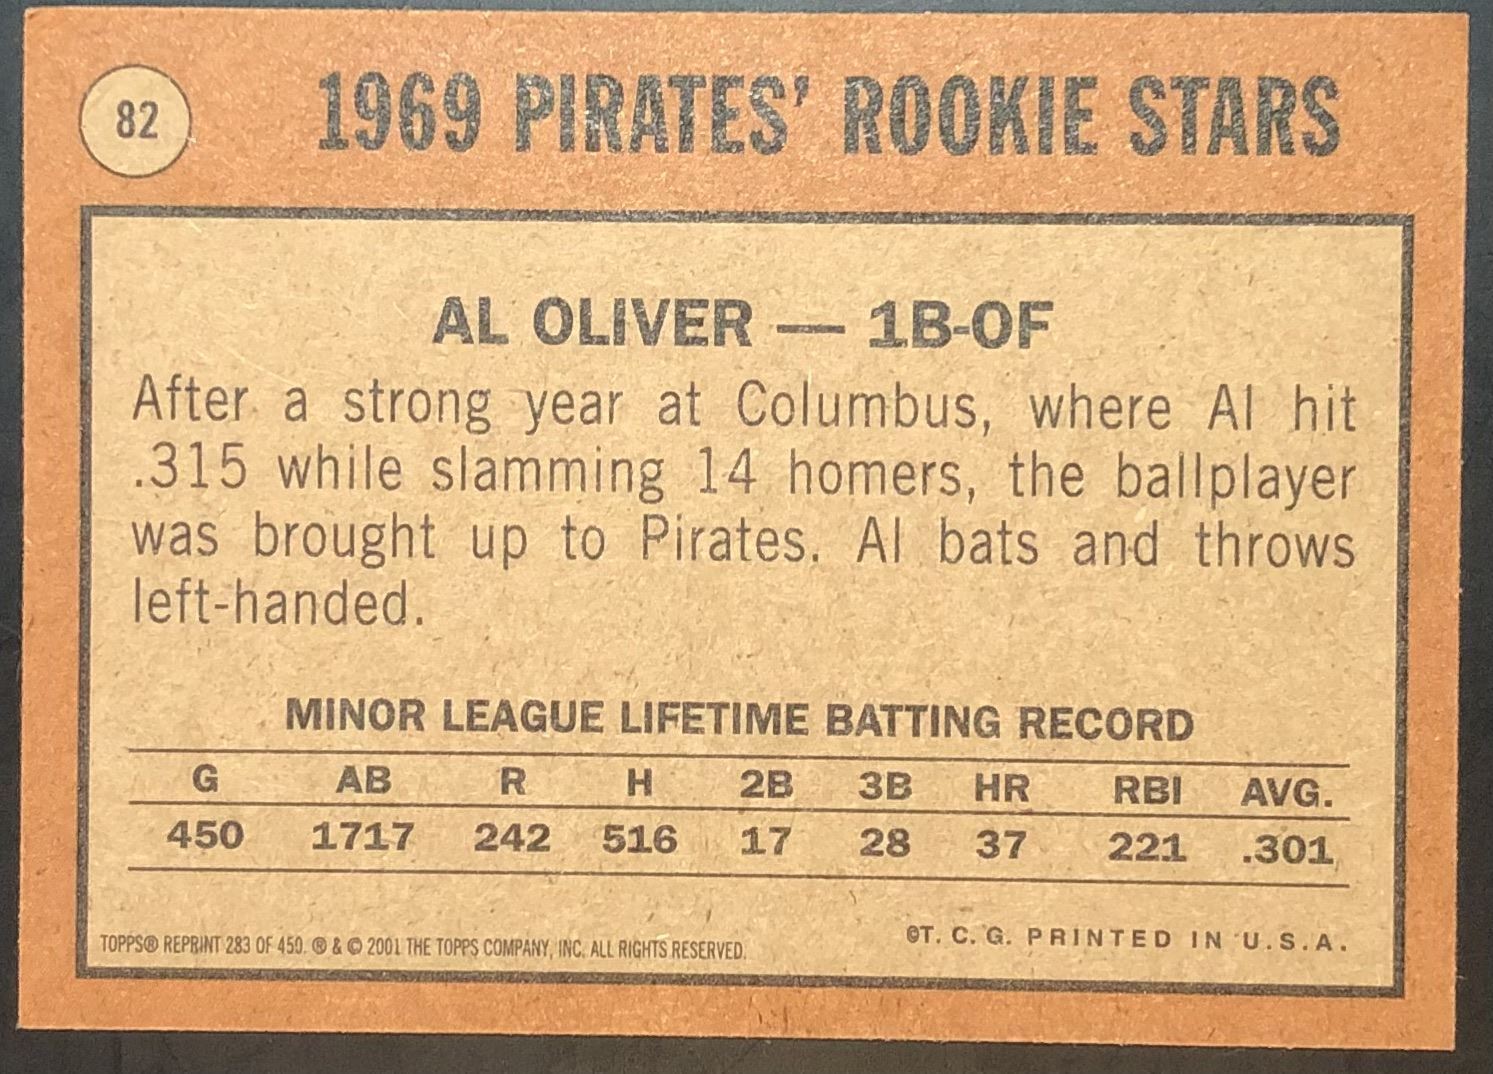 82
1969 PIRATES' ROOKIE STARS
AL OLIVER — 1B-OF
After a strong year at Columbus, where Al hit
.315 while slamming 14 homers, the ballplayer
was brought up to Pirates. Al bats and throws
left-handed.
MINOR LEAGUE LIFETIME BATTING RECORD
G AB R H 2B 3B HR RBI AVG.
450 1717 242 516 17 28 37 221 .301
TOPPS® REPRINT 283 OF 450. ® & © 2001 THE TOPPS COMPANY, INC. ALL RIGHTS RESERVED.
©T. C. G. PRINTED IN U.S.A.